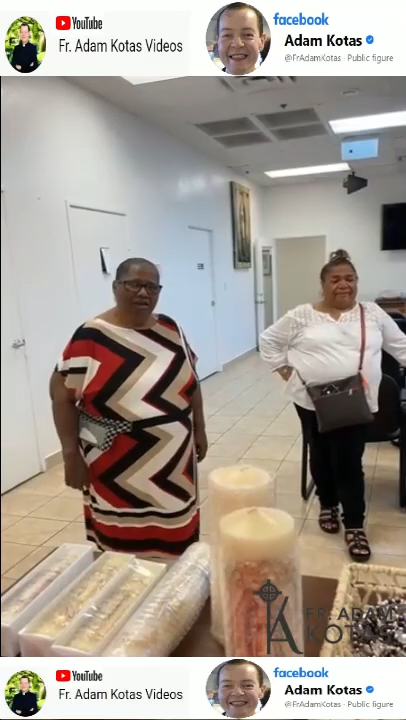 YouTube
Fr. Adam Kotas Videos
facebook
Adam Kotas
@FrAdamKotas · Public figure
FR. ADAM
KOTAS
YouTube
Fr. Adam Kotas Videos
facebook
Adam Kotas
@FrAdamKotas · Public figure